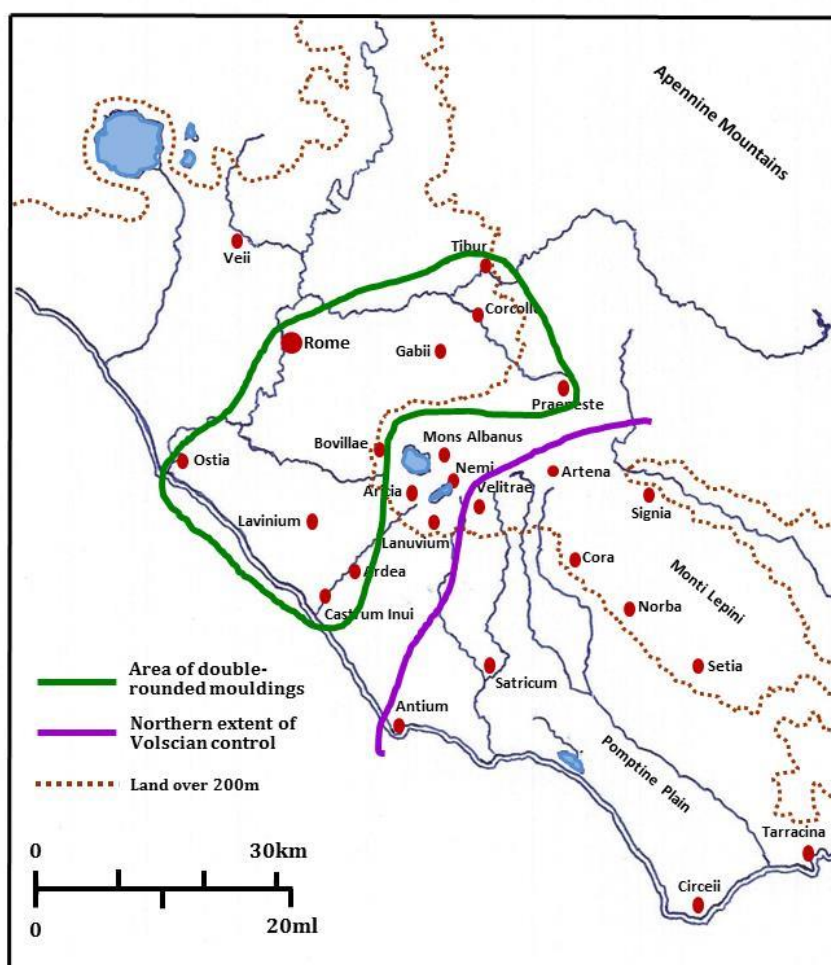 Apennine Mountains
Veii
Tibur
Corcolle
Rome
Gabii
Praeneste
Bovillae
Mons Albanus
Ostia
Nemi
Artena
Aricia
Velitrae
Signia
Lavinium
Lanuvium
Cora
Monti Lepini
Ardea
Castrum Inui
Norba
Area of double-
rounded mouldings
Satricum
Setia
Northern extent of
Volscian control
Antium
Pomptine Plain
Land over 200m
Tarracina
0 30km
Circeii
0 20ml